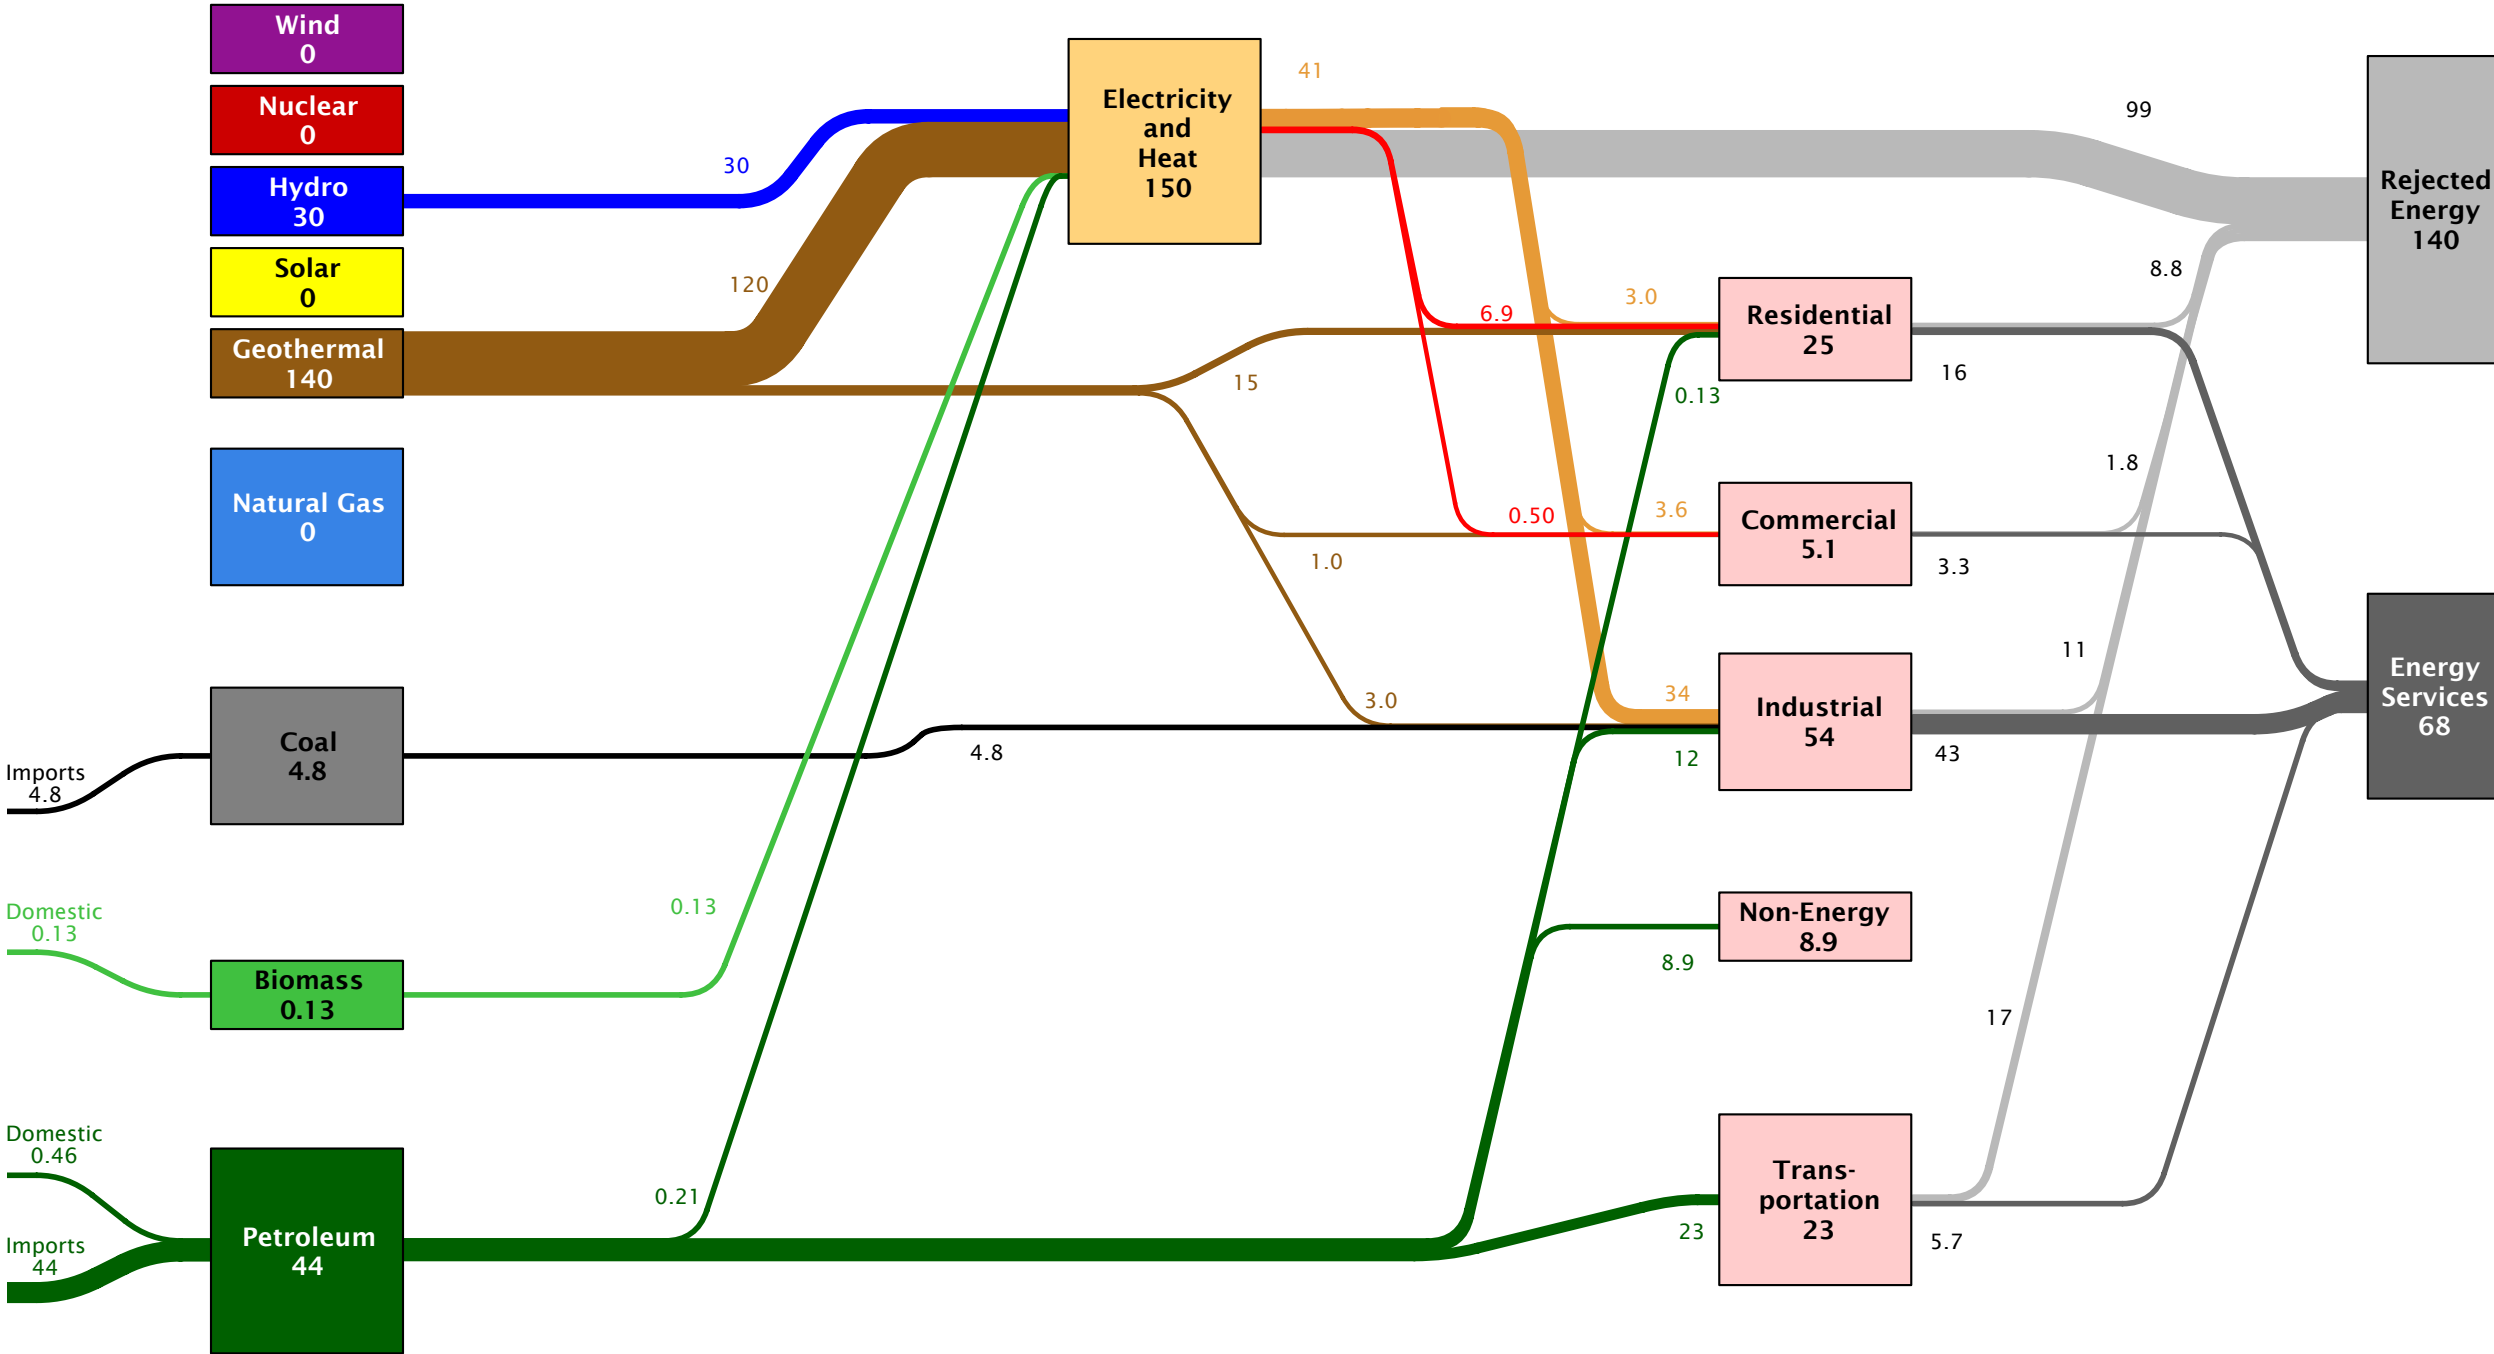 Wind
0
Nuclear
0
Hydro
30
Solar
0
Geothermal
140
Natural Gas
0
Coal
4.8
Imports
4.8
Domestic
0.13
Biomass
0.13
Domestic
0.46
Imports
44
Petroleum
44
30
120
0.13
0.21
4.8
Electricity
and
Heat
150
41
15
1.0
3.0
6.9
0.50
3.0
3.6
34
0.13
12
8.9
23
Residential
25
Commercial
5.1
Industrial
54
Non-Energy
8.9
Trans-
portation
23
99
8.8
16
1.8
3.3
11
43
17
5.7
Rejected
Energy
140
Energy
Services
68